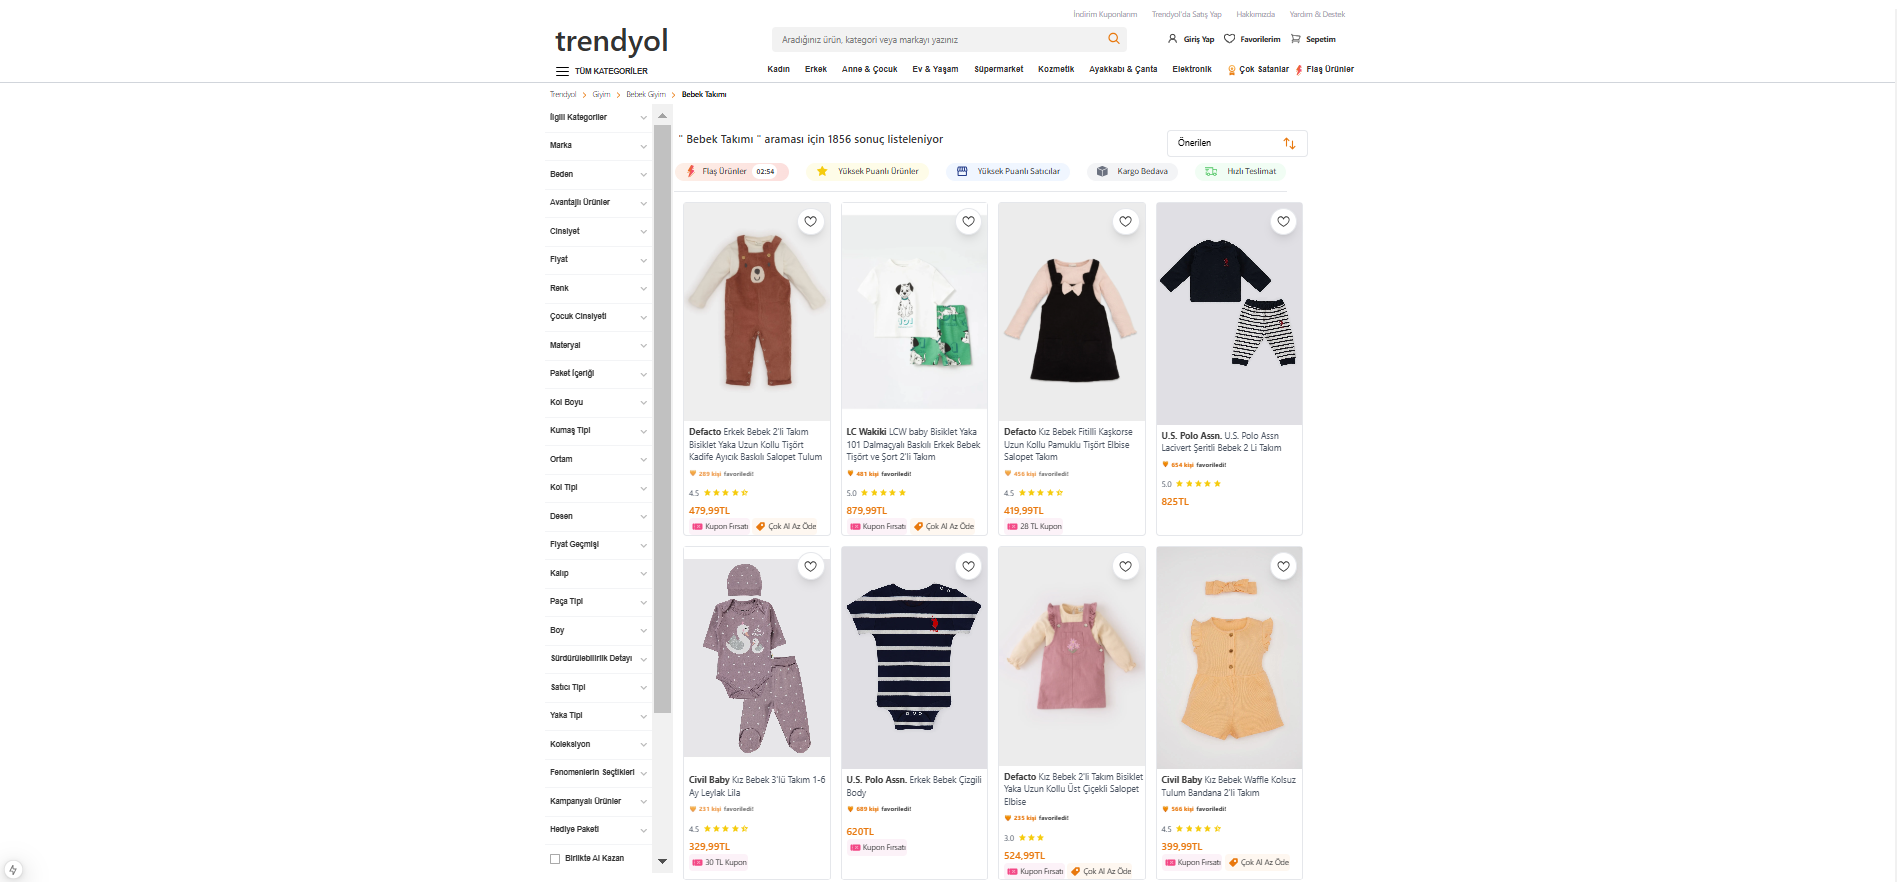 İndirim Kuponlarım Trendyol'da Satış Yap Hakkımızda Yardım & Destek
trendyol
Aradığınız ürün, kategori veya markayı yazınız
Giriş Yap Favorilerim Sepetim
TÜM KATEGORİLER
Kadın Erkek Anne & Çocuk Ev & Yaşam Süpermarket Kozmetik Ayakkabı & Çanta Elektronik Çok Satanlar Flaş Ürünler
Trendyol > Giyim > Bebek Giyim > Bebek Takımı
İlgili Kategoriler
Marka
Beden
Avantajlı Ürünler
Cinsiyet
Fiyat
Renk
Çocuk Cinsiyeti
Materyal
Paket İçeriği
Kol Boyu
Kumaş Tipi
Ortam
Kol Tipi
Desen
Fiyat Geçmişi
Kalıp
Paça Tipi
Boy
Sürdürülebilirlik Detayı
Satıcı Tipi
Yaka Tipi
Koleksiyon
Fenomenlerin Seçtikleri
Kampanyalı Ürünler
Hediye Paketi
Birlikte Al Kazan
" Bebek Takımı " araması için 1856 sonuç listeleniyor
Önerilen
Flaş Ürünler 02:54
Yüksek Puanlı Ürünler
Yüksek Puanlı Satıcılar
Kargo Bedava
Hızlı Teslimat
Defacto Erkek Bebek 2'li Takım
Bisiklet Yaka Uzun Kollu Tişört
Kadife Ayıcık Baskılı Salopet Tulum
289 kişi favoriledi!
4.5
479,99TL
Kupon Fırsatı Çok Al Az Öde
101
LC Wakiki LCW baby Bisiklet Yaka
101 Dalmaçyalı Baskılı Erkek Bebek
Tişört ve Şort 2'li Takım
481 kişi favoriledi!
5.0
879,99TL
Kupon Fırsatı Çok Al Az Öde
Defacto Kız Bebek Fitilli Kaşkorse
Uzun Kollu Pamuklu Tişört Elbise
Salopet Takım
456 kişi favoriledi!
4.5
419,99TL
28 TL Kupon
U.S. Polo Assn. U.S. Polo Assn
Lacivert Şeritli Bebek 2 Li Takım
654 kişi favoriledi!
5.0
825TL
Civil Baby Kız Bebek 3'lü Takım 1-6
Ay Leylak Lila
231 kişi favoriledi!
4.5
329,99TL
30 TL Kupon
U.S. Polo Assn. Erkek Bebek Çizgili
Body
689 kişi favoriledi!
620TL
Kupon Fırsatı
Defacto Kız Bebek 2'li Takım Bisiklet
Yaka Uzun Kollu Üst Çiçekli Salopet
Elbise
235 kişi favoriledi!
3.0
524,99TL
Kupon Fırsatı Çok Al Az Öde
Civil Baby Kız Bebek Waffle Kolsuz
Tulum Bandana 2'li Takım
566 kişi favoriledi!
4.5
399,99TL
Kupon Fırsatı Çok Al Az Öde